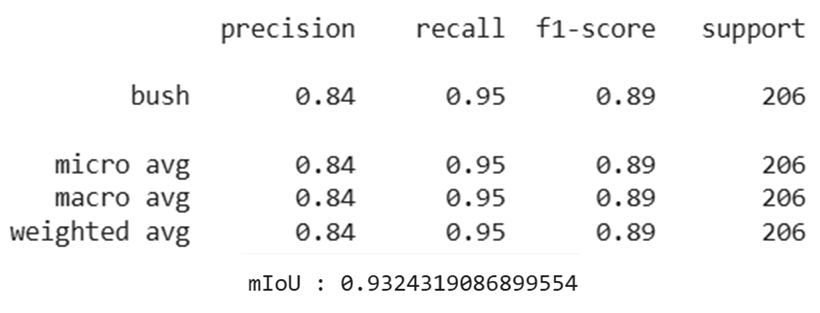 precision recall f1-score support
bush 0.84 0.95 0.89 206
micro avg 0.84 0.95 0.89 206
macro avg 0.84 0.95 0.89 206
weighted avg 0.84 0.95 0.89 206
mIoU : 0.9324319086899554